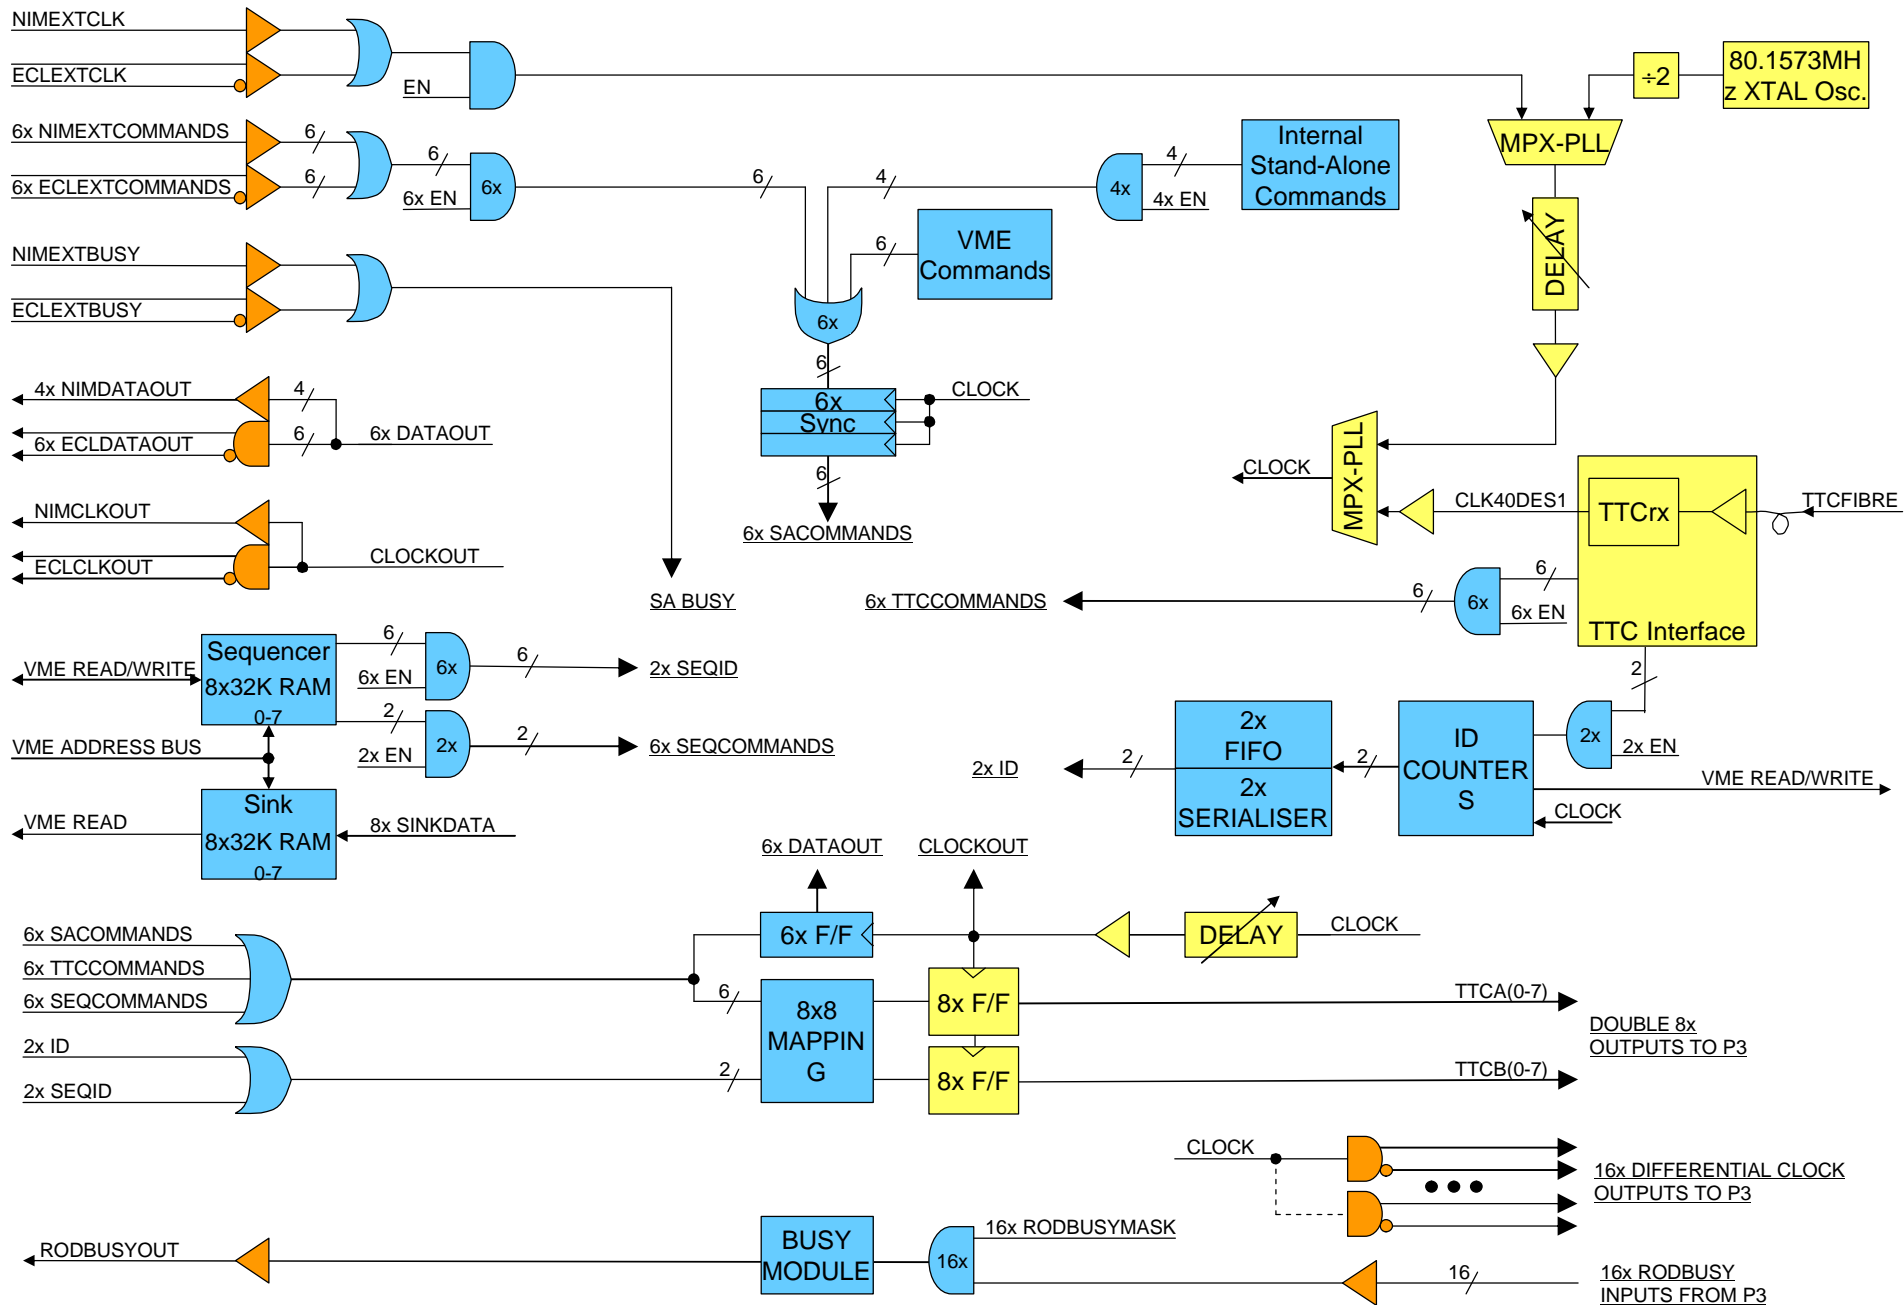 NIMEXTCLK
ECLEXTCLK
EN
÷2
80.1573MH
z XTAL Osc.
MPX-PLL
6x NIMEXTCOMMANDS
6
6x ECLEXTCOMMANDS
6
6
6x EN
6x
6
4
4x
4
4x EN
Internal
Stand-Alone
Commands
DELAY
NIMEXTBUSY
ECLEXTBUSY
6
VME
Commands
6x
6
6x
Sync
CLOCK
6
6x SACOMMANDS
4x NIMDATAOUT
4
6x ECLDATAOUT
6
6x DATAOUT
NIMCLKOUT
ECLCLKOUT
CLOCKOUT
SA BUSY
CLOCK
MPX-PLL
CLK40DES1
TTCrx
TTCFIBRE
6x TTCCOMMANDS
6
6x
6
6x EN
TTC Interface
2
VME READ/WRITE
Sequencer
8x32K RAM
0-7
6
6x EN
6x
6
2x SEQID
2
2x EN
2x
2
6x SEQCOMMANDS
VME ADDRESS BUS
VME READ
Sink
8x32K RAM
0-7
8x SINKDATA
2x ID
2
2x
FIFO
2x
SERIALISER
2
ID
COUNTER
S
2x
2x EN
VME READ/WRITE
CLOCK
6x DATAOUT
CLOCKOUT
6x SACOMMANDS
6x TTCCOMMANDS
6x SEQCOMMANDS
6x F/F
DELAY
CLOCK
6
8x8
MAPPIN
G
8x F/F
TTCA(0-7)
2x ID
2x SEQID
2
8x F/F
TTCB(0-7)
DOUBLE 8x
OUTPUTS TO P3
CLOCK
16x DIFFERENTIAL CLOCK
OUTPUTS TO P3
RODBUSYOUT
BUSY
MODULE
16x
16x RODBUSYMASK
16
16x RODBUSY
INPUTS FROM P3